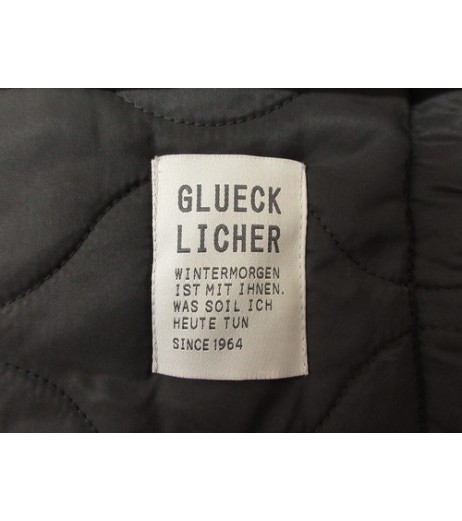 GLUECK
LICHER
WINTERMORGEN
IST MIT IHNEN.
WAS SOIL ICH
HEUTE TUN
SINCE 1964